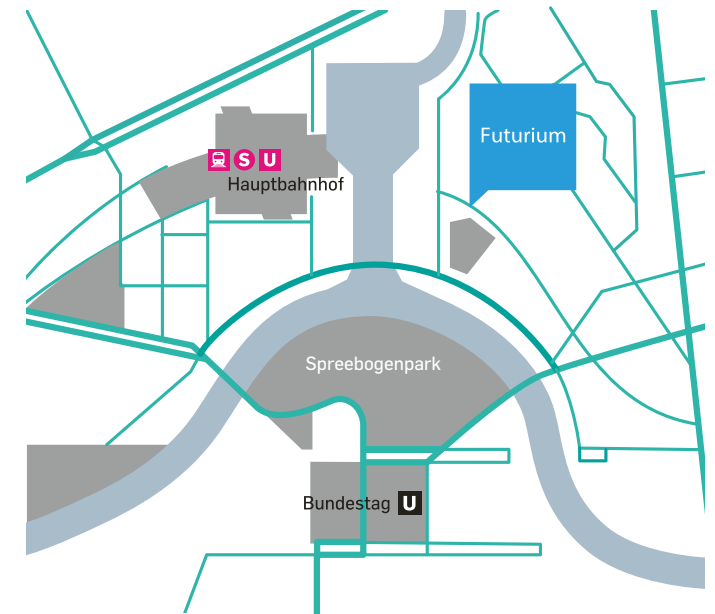 Futurium
S U
Hauptbahnhof
Spreebogenpark
Bundestag U